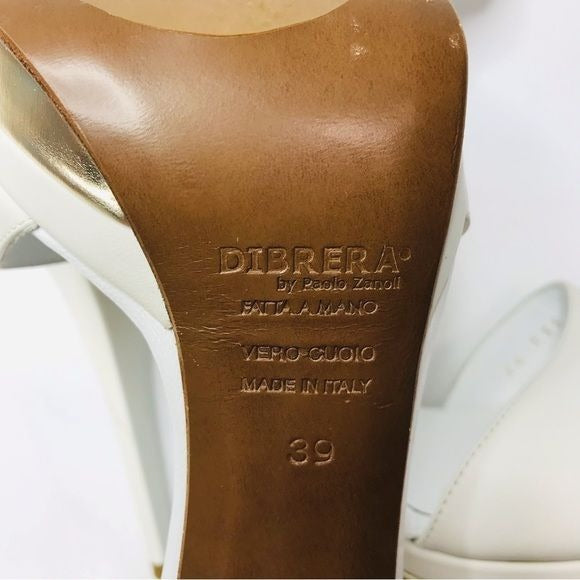 DIBRERA®
by Paolo Zanoli
FATTA A MANO
VERO-CUOIO
MADE IN ITALY
39